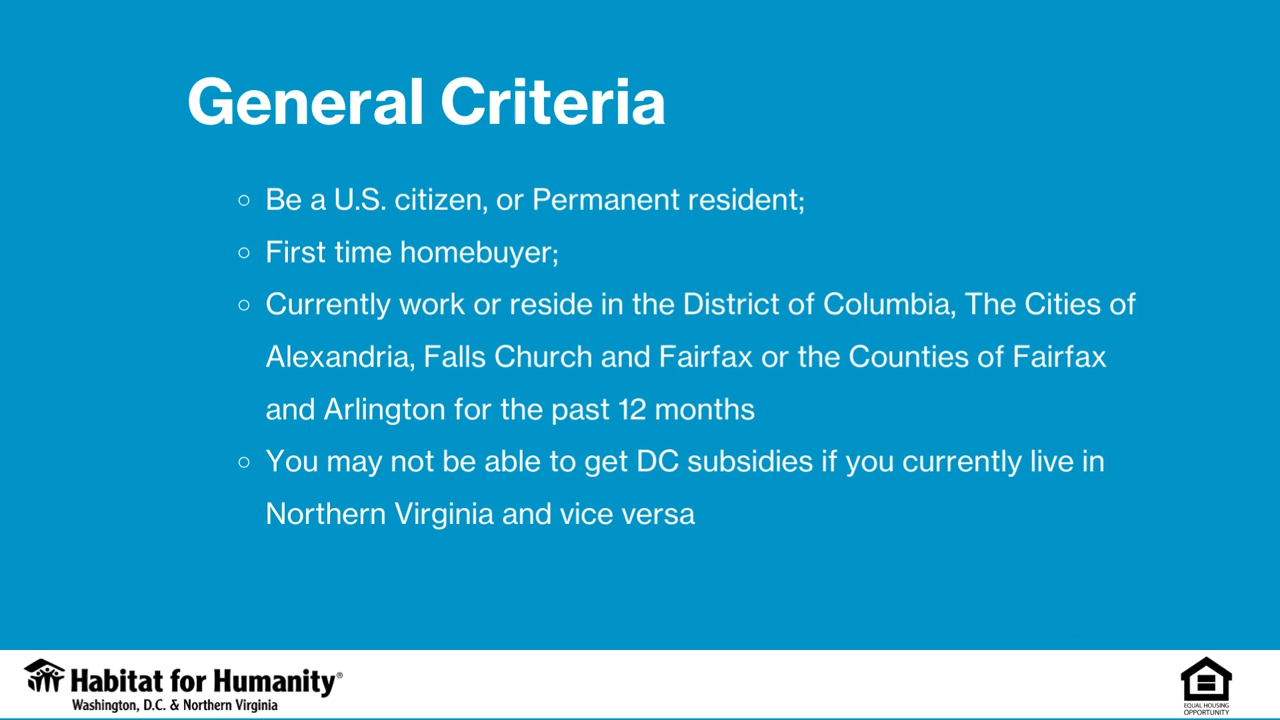 General Criteria
Be a U.S. citizen, or Permanent resident;
First time homebuyer;
Currently work or reside in the District of Columbia, The Cities of
Alexandria, Falls Church and Fairfax or the Counties of Fairfax
and Arlington for the past 12 months
You may not be able to get DC subsidies if you currently live in
Northern Virginia and vice versa
Habitat for Humanity®
Washington, D.C. & Northern Virginia
EQUAL HOUSING
OPPORTUNITY